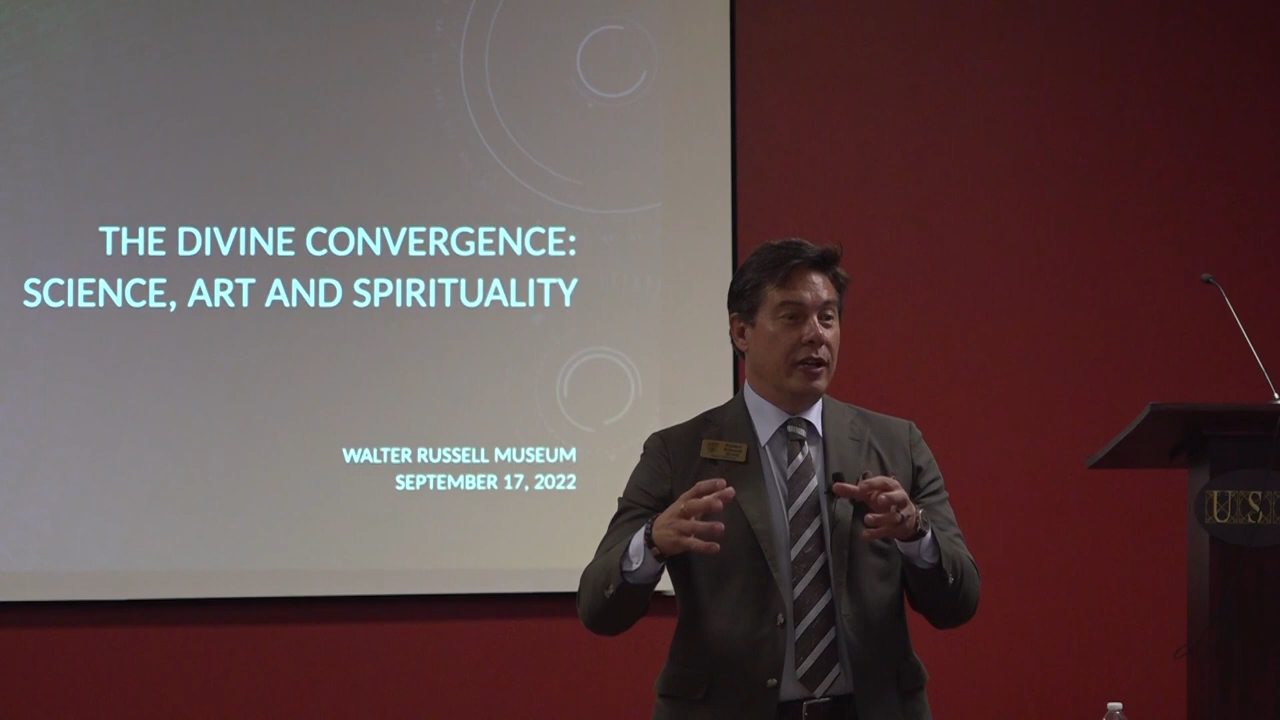 THE DIVINE CONVERGENCE:
SCIENCE, ART AND SPIRITUALITY
WALTER RUSSELL MUSEUM
SEPTEMBER 17, 2022